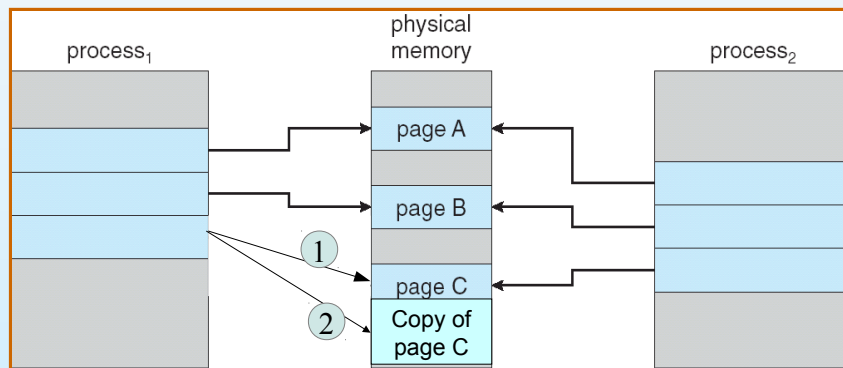 process₁
physical
memory
process₂
page A
page B
1
page C
2
Copy of
page C